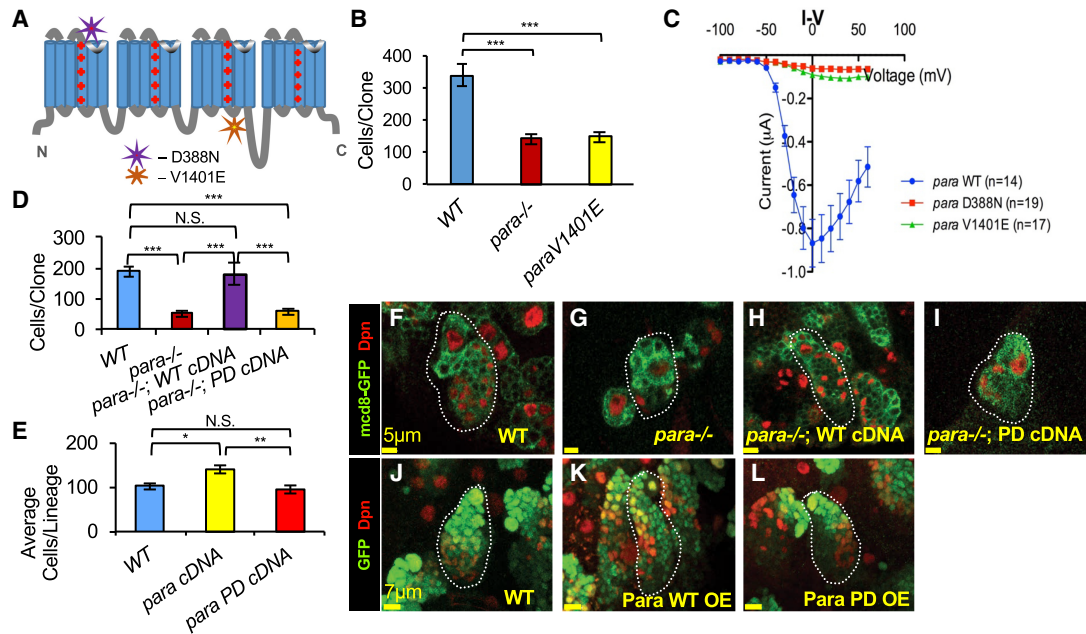 A
N
C
– D388N
– V1401E
B
Cells/Clone
400
300
200
100
0
***
***
WT
para-/-
paraV1401E
C
I-V
-100
-50
0
50
100
Voltage (mV)
Current (µA)
-0.2
-0.4
-0.6
-0.8
-1.0
para WT (n=14)
para D388N (n=19)
para V1401E (n=17)
D
Cells/Clone
300
200
100
0
***
N.S.
***
***
***
WT
para-/-
para-/-; WT cDNA
para-/-; PD cDNA
E
Average
Cells/Lineage
200
100
0
N.S.
*
**
WT
para cDNA
para PD cDNA
mcd8-GFP Dpn
F
5µm
WT
G
para-/-
H
para-/-; WT cDNA
I
para-/-; PD cDNA
GFP Dpn
J
7µm
WT
K
Para WT OE
L
Para PD OE